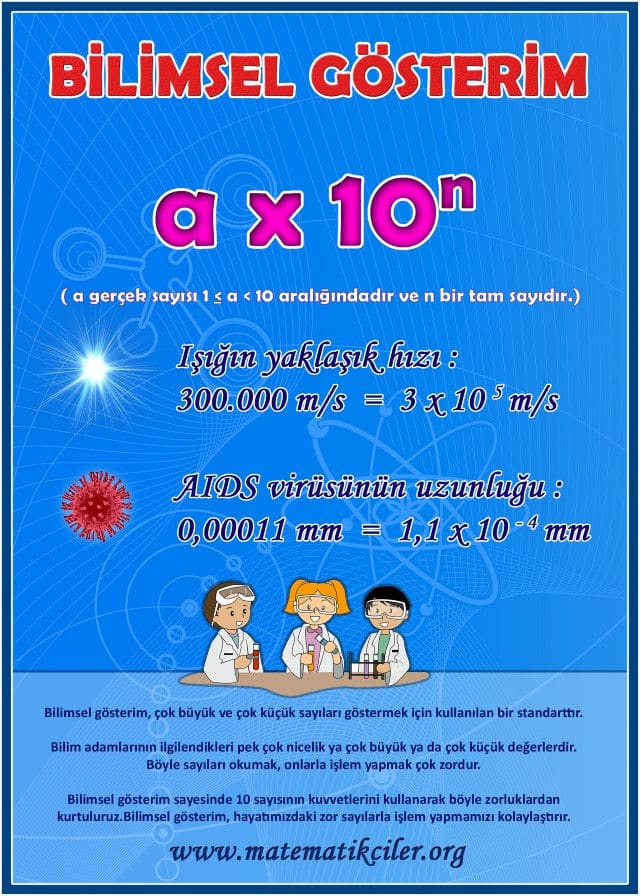 BİLİMSEL GÖSTERİM
a x 10ⁿ
( a gerçek sayısı 1 ≤ a < 10 aralığındadır ve n bir tam sayıdır.)
Işığın yaklaşık hızı :
300.000 m/s = 3 x 10 ⁵ m/s
AIDS virüsünün uzunluğu :
0,00011 mm = 1,1 x 10 ⁻⁴ mm
Bilimsel gösterim, çok büyük ve çok küçük sayıları göstermek için kullanılan bir standarttır.
Bilim adamlarının ilgilendikleri pek çok nicelik ya çok büyük ya da çok küçük değerlerdir.
Böyle sayıları okumak, onlarla işlem yapmak çok zordur.
Bilimsel gösterim sayesinde 10 sayısının kuvvetlerini kullanarak böyle zorluklardan
kurtuluruz.Bilimsel gösterim, hayatımızdaki zor sayılarla işlem yapmamızı kolaylaştırır.
www.matematikciler.org